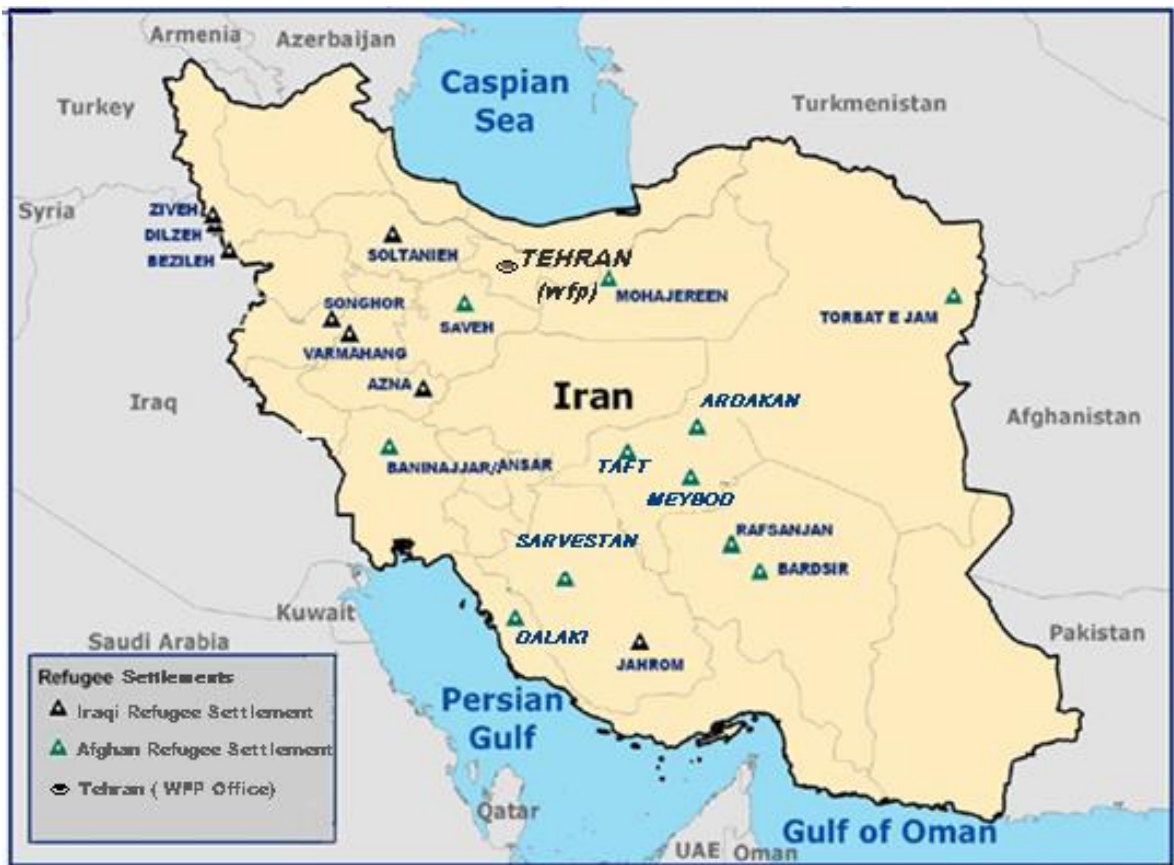 Armenia
Azerbaijan
Caspian
Sea
Turkey
Turkmenistan
Syria
ZIVEH
DILZEH
BEZILEH
SOLTANIEH
TEHRAN
(wfp)
MOHAJEREEN
SONGHOR
SAVEH
TORBAT E JAM
VARMAHANG
AZNA
Iran
Iraq
ARDAKAN
Afghanistan
BANINAJJAR/ANSAR
TAFT
MEYBOD
SARVESTAN
RAFSANJAN
BARDSIR
Kuwait
DALAKI
Saudi Arabia
Pakistan
JAHROM
Refugee Settlements
Iraqi Refugee Settlement
Afghan Refugee Settlement
Tehran ( WFP Office)
Persian
Gulf
Qatar
Gulf of Oman
UAE
Oman